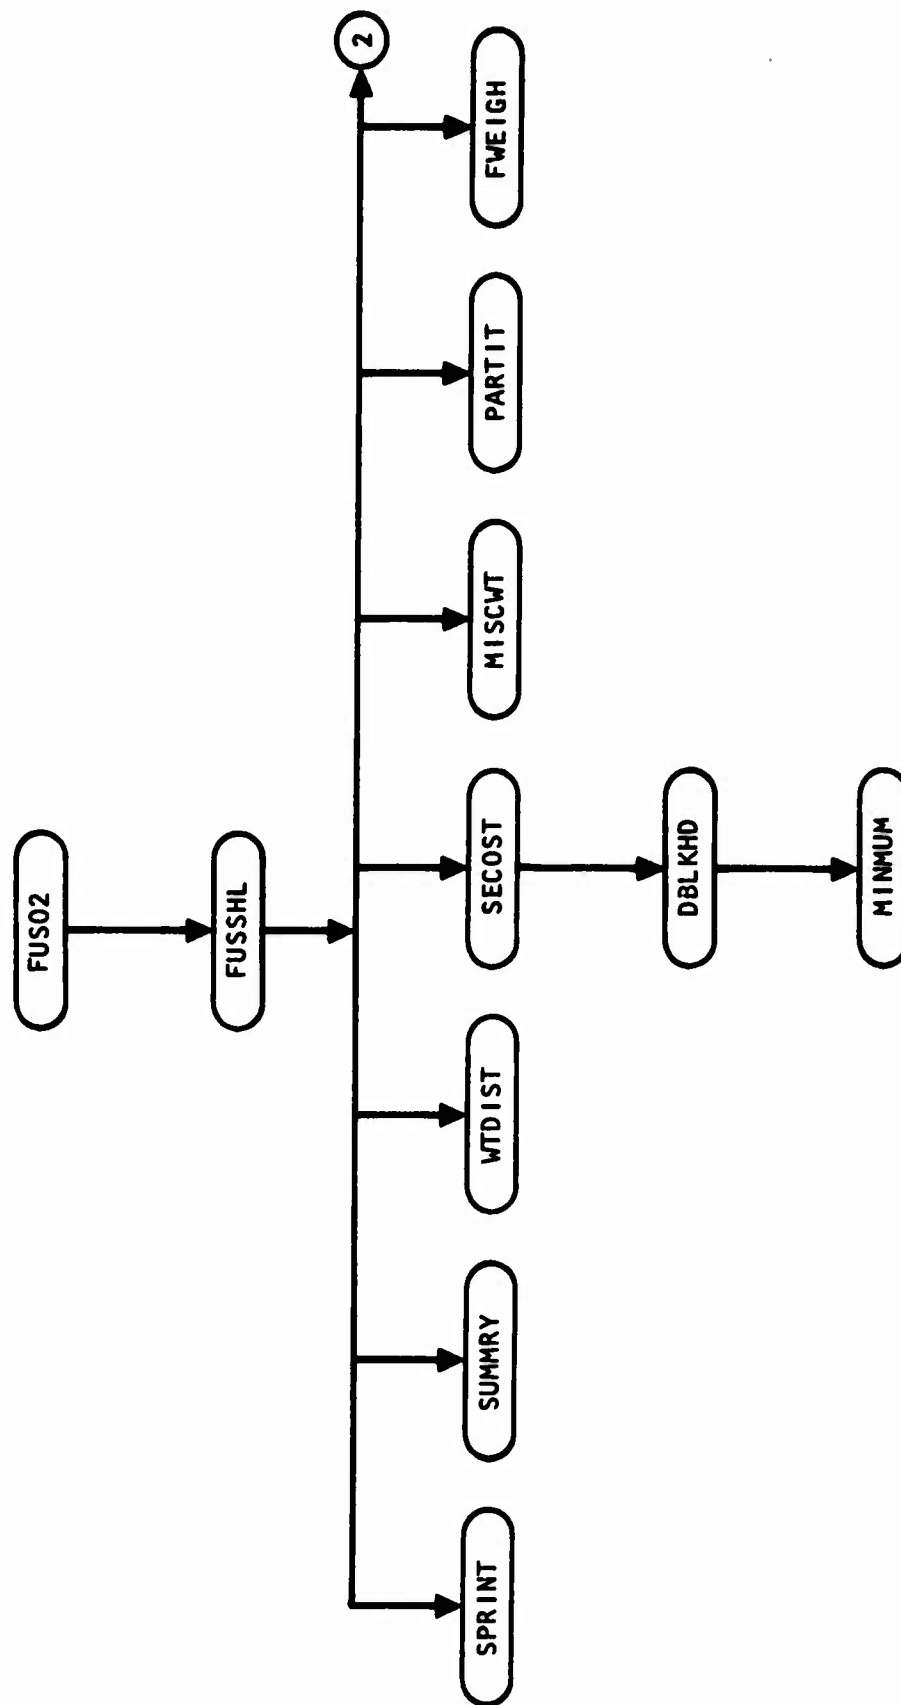 FUS02
FUSSHL
2
SPRINT
SUMMRY
WTDIST
SECOST
MISCWT
PARTIT
FWEIGH
DBLKHD
MINMUM